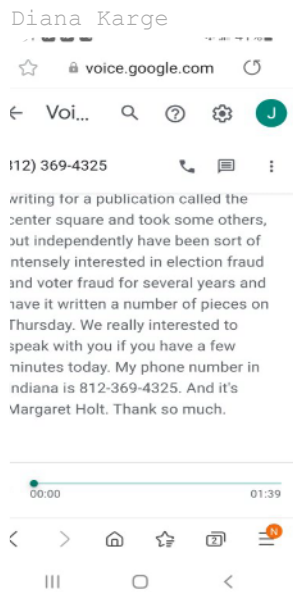 Diana Karge
voice.google.com
Voi...
J
312) 369-4325
writing for a publication called the
center square and took some others,
but independently have been sort of
intensely interested in election fraud
and voter fraud for several years and
have it written a number of pieces on
Thursday. We really interested to
speak with you if you have a few
minutes today. My phone number in
Indiana is 812-369-4325. And it's
Margaret Holt. Thank so much.
00:00
01:39
2
N